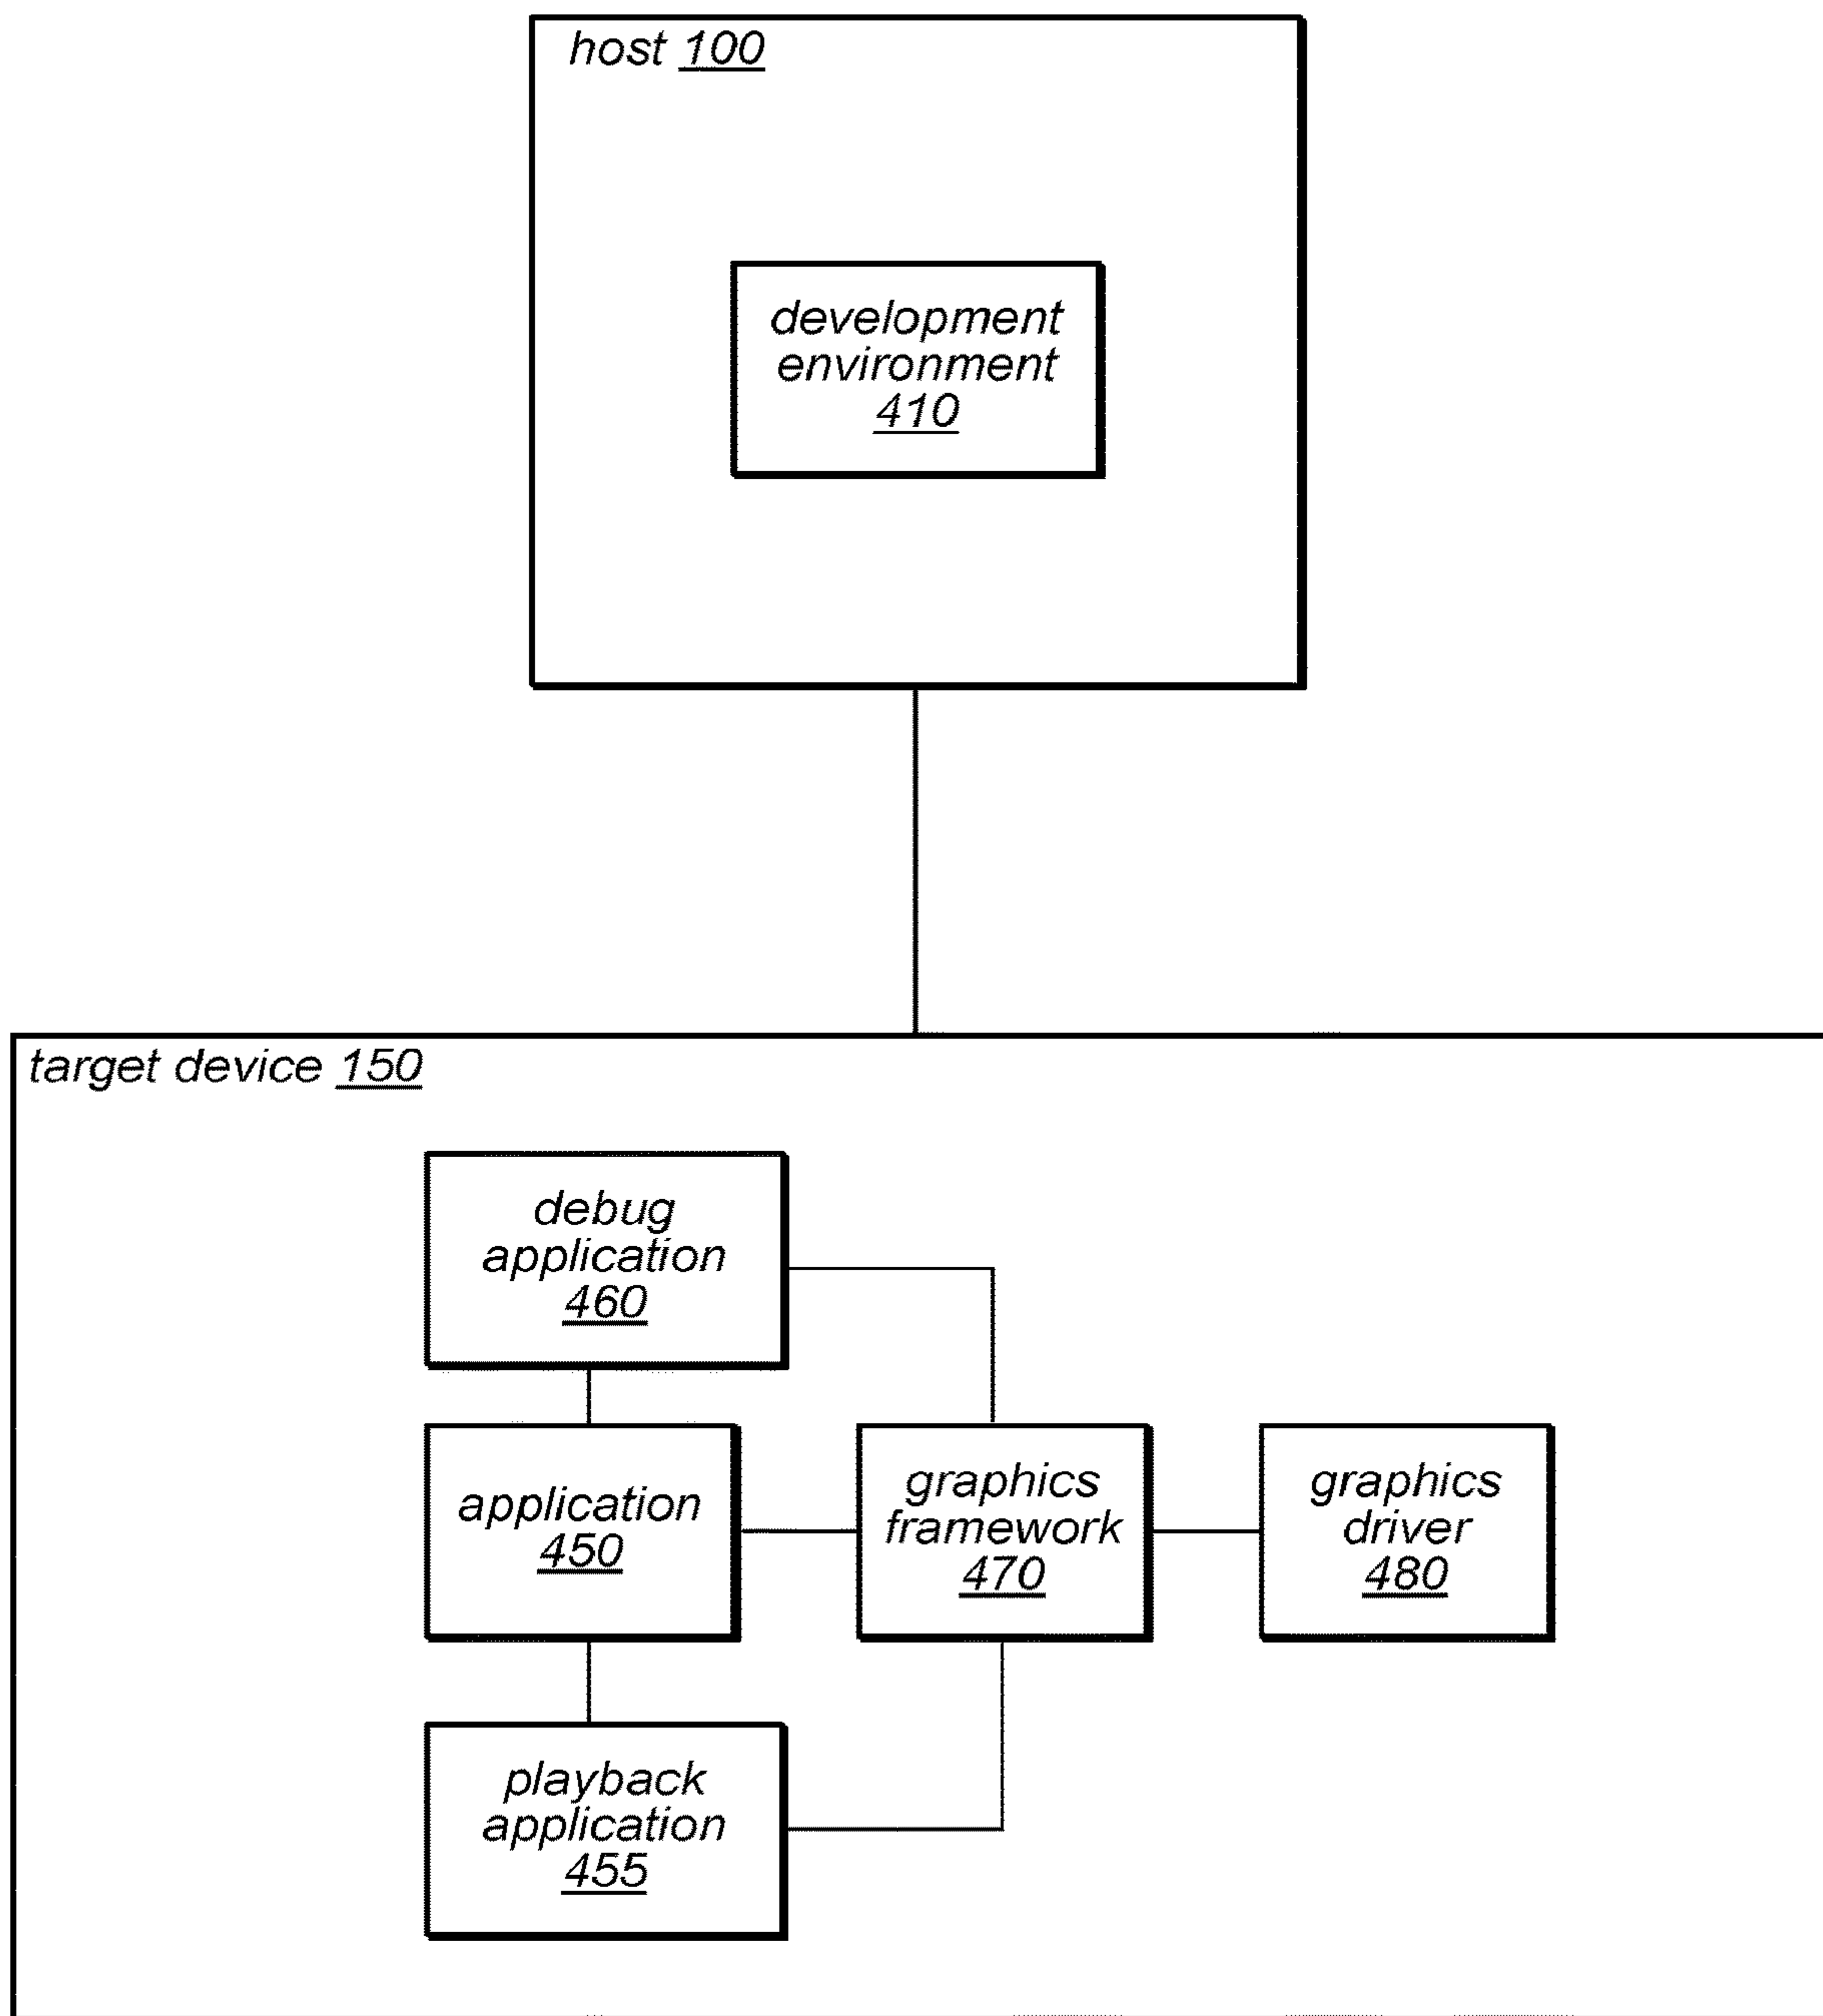 host 100
development
environment
410
target device 150
debug
application
460
application
450
graphics
framework
470
graphics
driver
480
playback
application
455